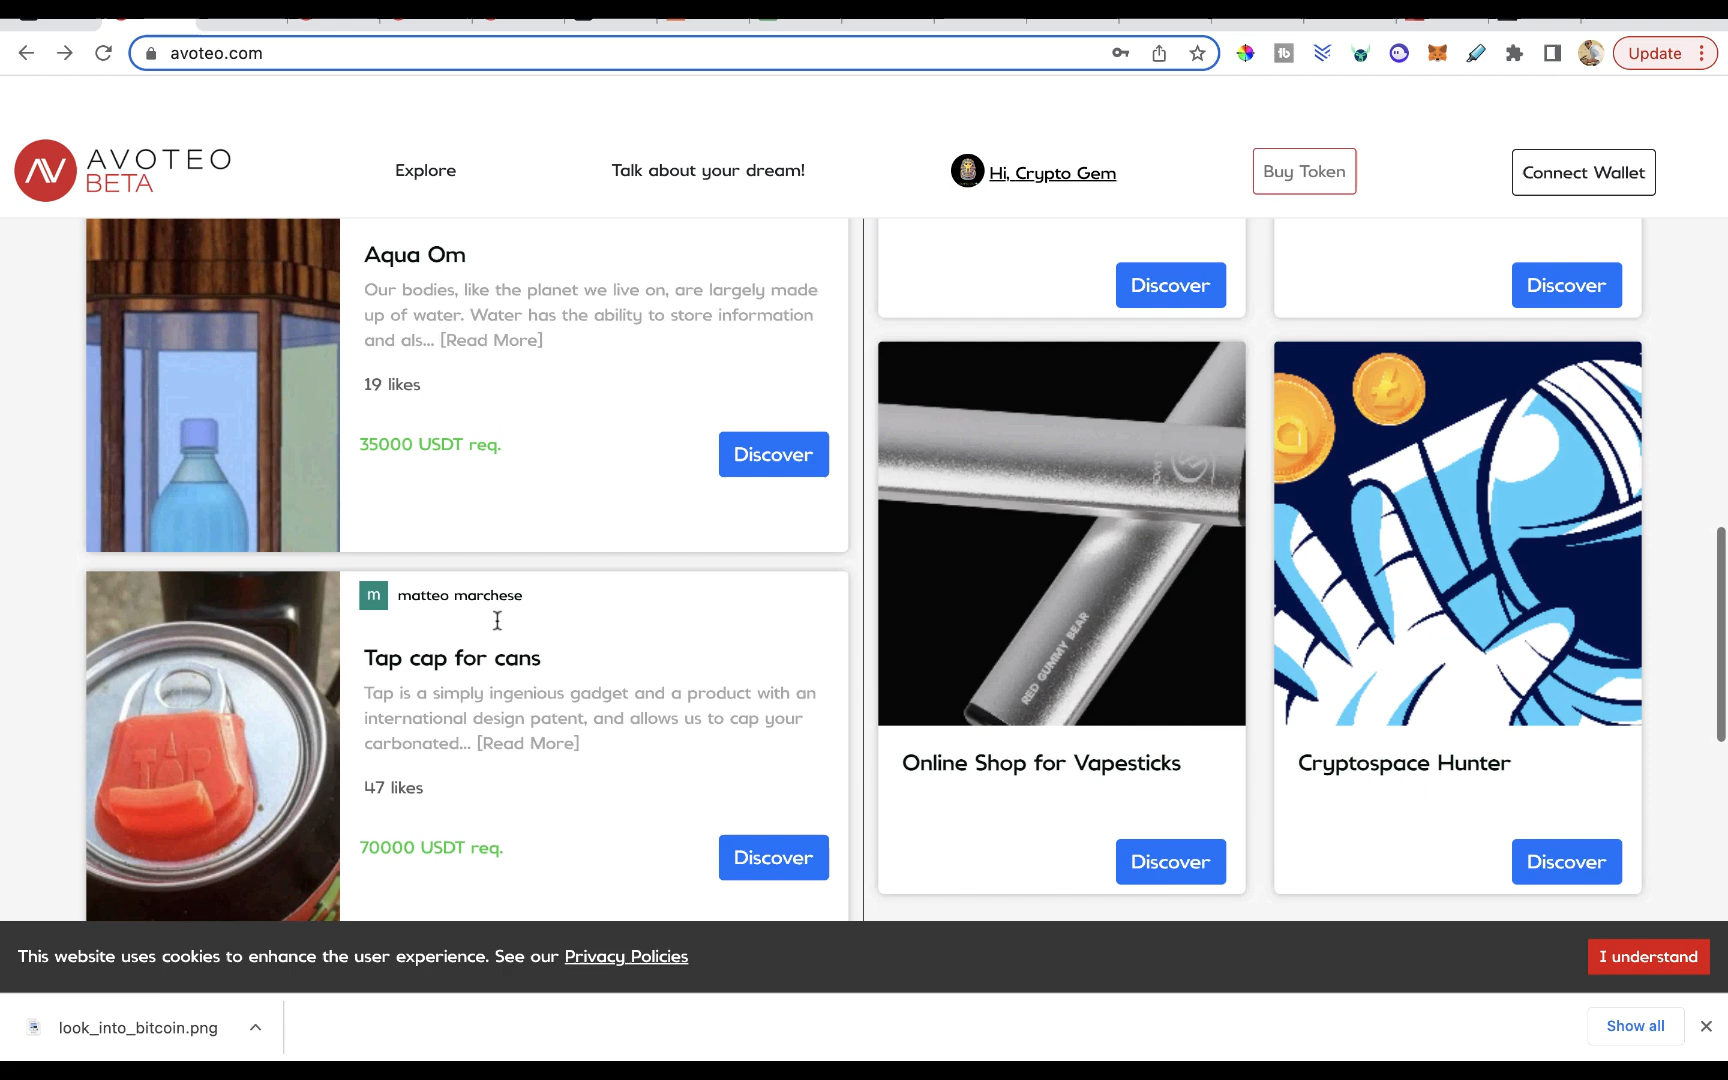 avoteo.com
Update
AVOTEO
BETA
Explore
Talk about your dream!
Hi, Crypto Gem
Buy Token
Connect Wallet
Aqua Om
Our bodies, like the planet we live on, are largely made
up of water. Water has the ability to store information
and als... [Read More]
19 likes
35000 USDT req.
Discover
m
matteo marchese
Tap cap for cans
Tap is a simply ingenious gadget and a product with an
international design patent, and allows us to cap your
carbonated... [Read More]
47 likes
70000 USDT req.
Discover
TAP
Discover
Discover
RED GUMMY BEAR
Online Shop for Vapesticks
Discover
Cryptospace Hunter
Discover
This website uses cookies to enhance the user experience. See our Privacy Policies
I understand
look_into_bitcoin.png
Show all